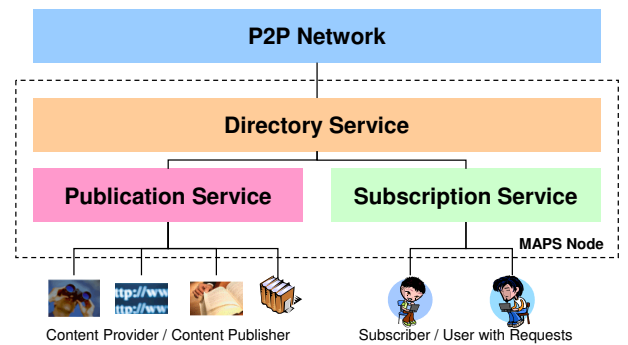 P2P Network
Directory Service
Publication Service
Subscription Service
MAPS Node
ttp://ww
http://ww
Content Provider / Content Publisher
Subscriber / User with Requests